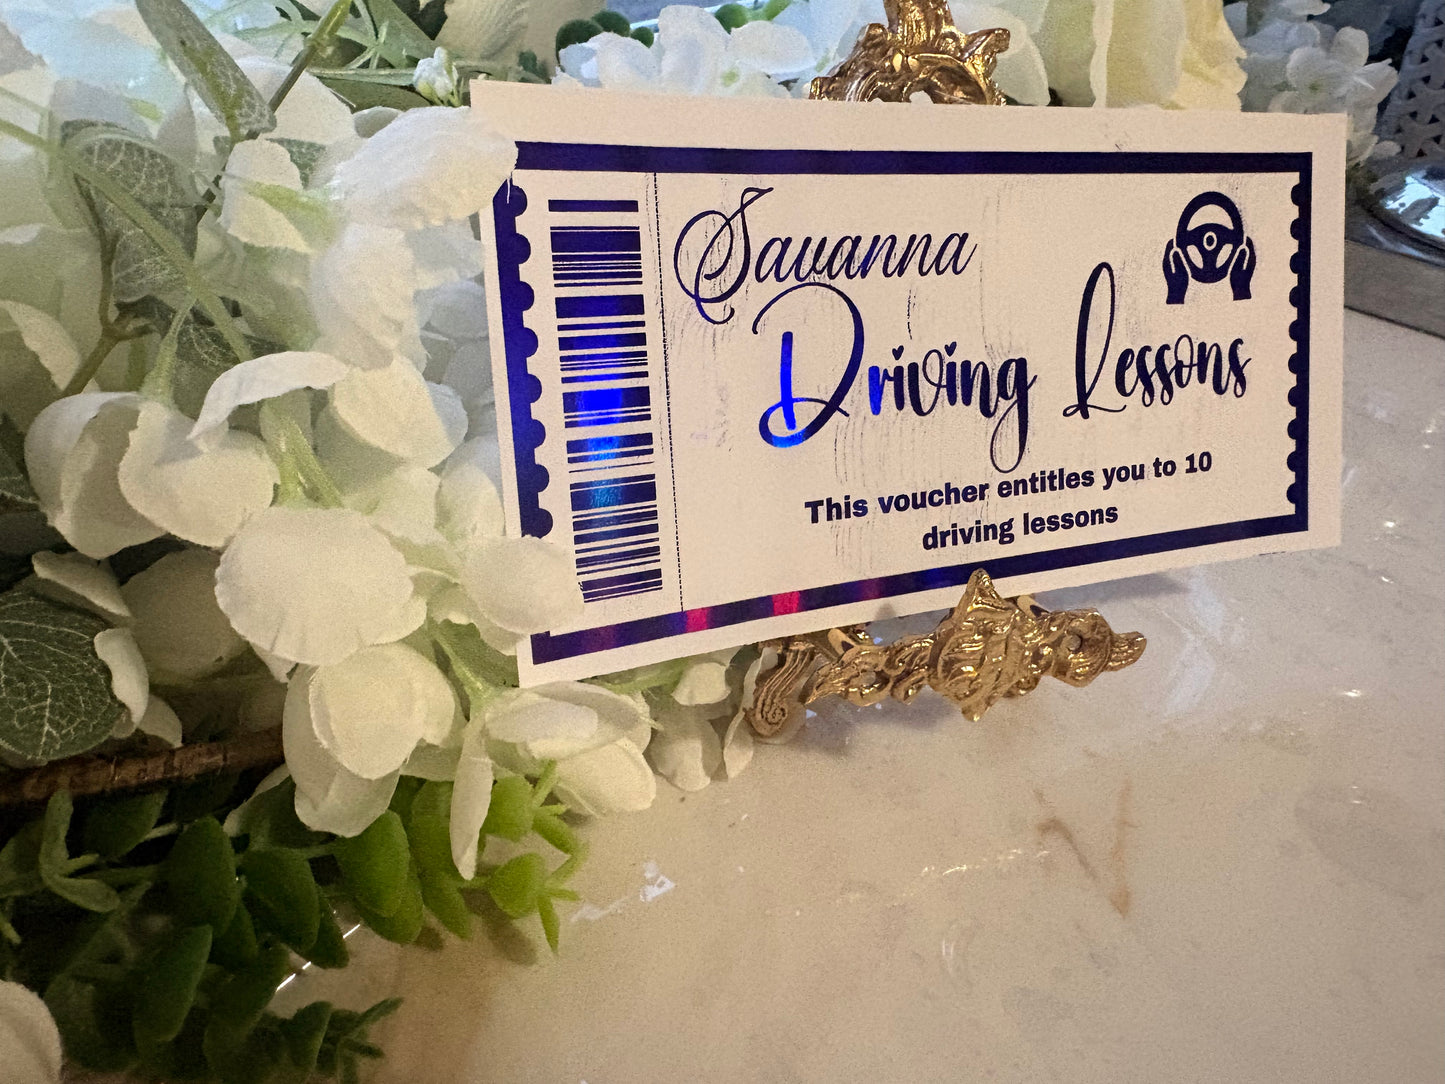 Savanna
Driving Lessons
This voucher entitles you to 10
driving lessons